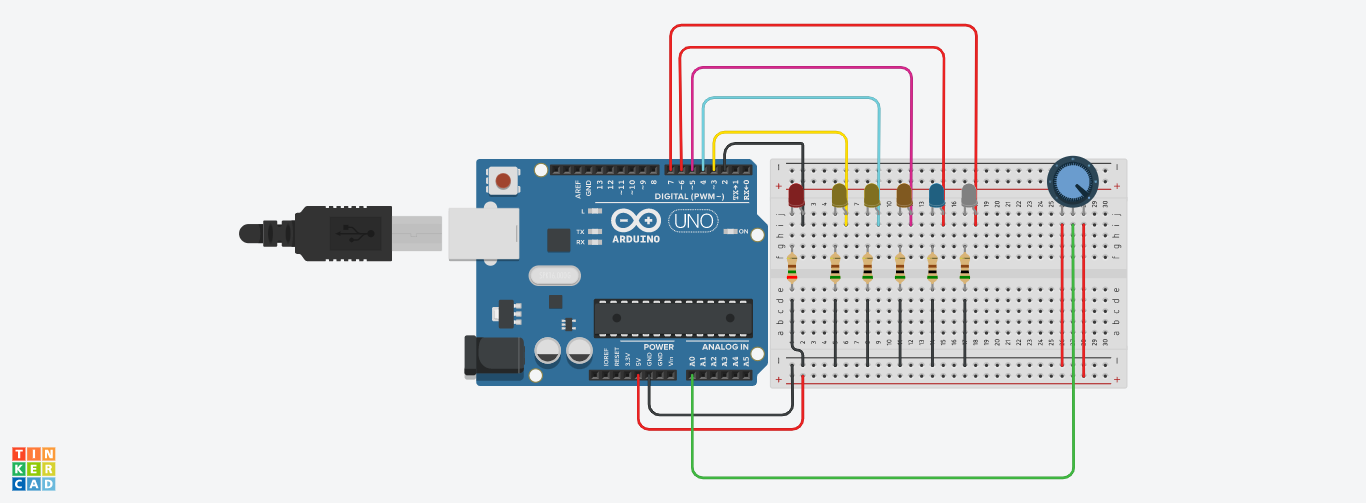 AREF
GND
13
12
~11
~10
~9
8
7
~6
~5
4
~3
2
TX→1
RX←0
DIGITAL (PWM~)
L
TX
RX
ARDUINO
UNO
ON
POWER
ANALOG IN
IOREF
RESET
3.3V
5V
GND
GND
Vin
A0
A1
A2
A3
A4
A5
j
i
h
g
f
e
d
c
b
a
TIN
KER
CAD